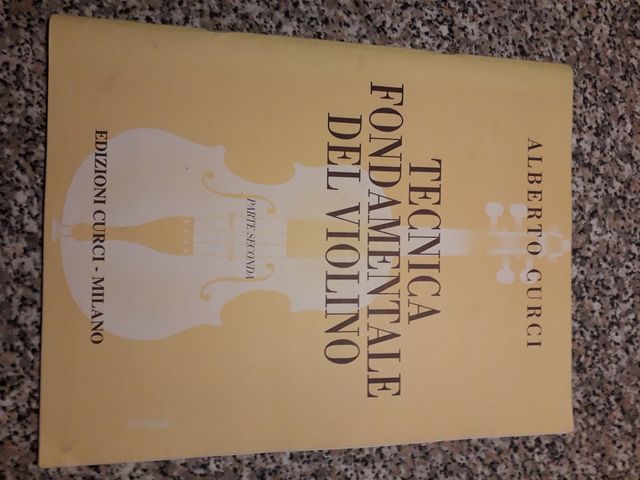 ALBERTO CURCI
TECNICA
FONDAMENTALE
DEL VIOLINO
PARTE SECONDA
EDIZIONI CURCI - MILANO